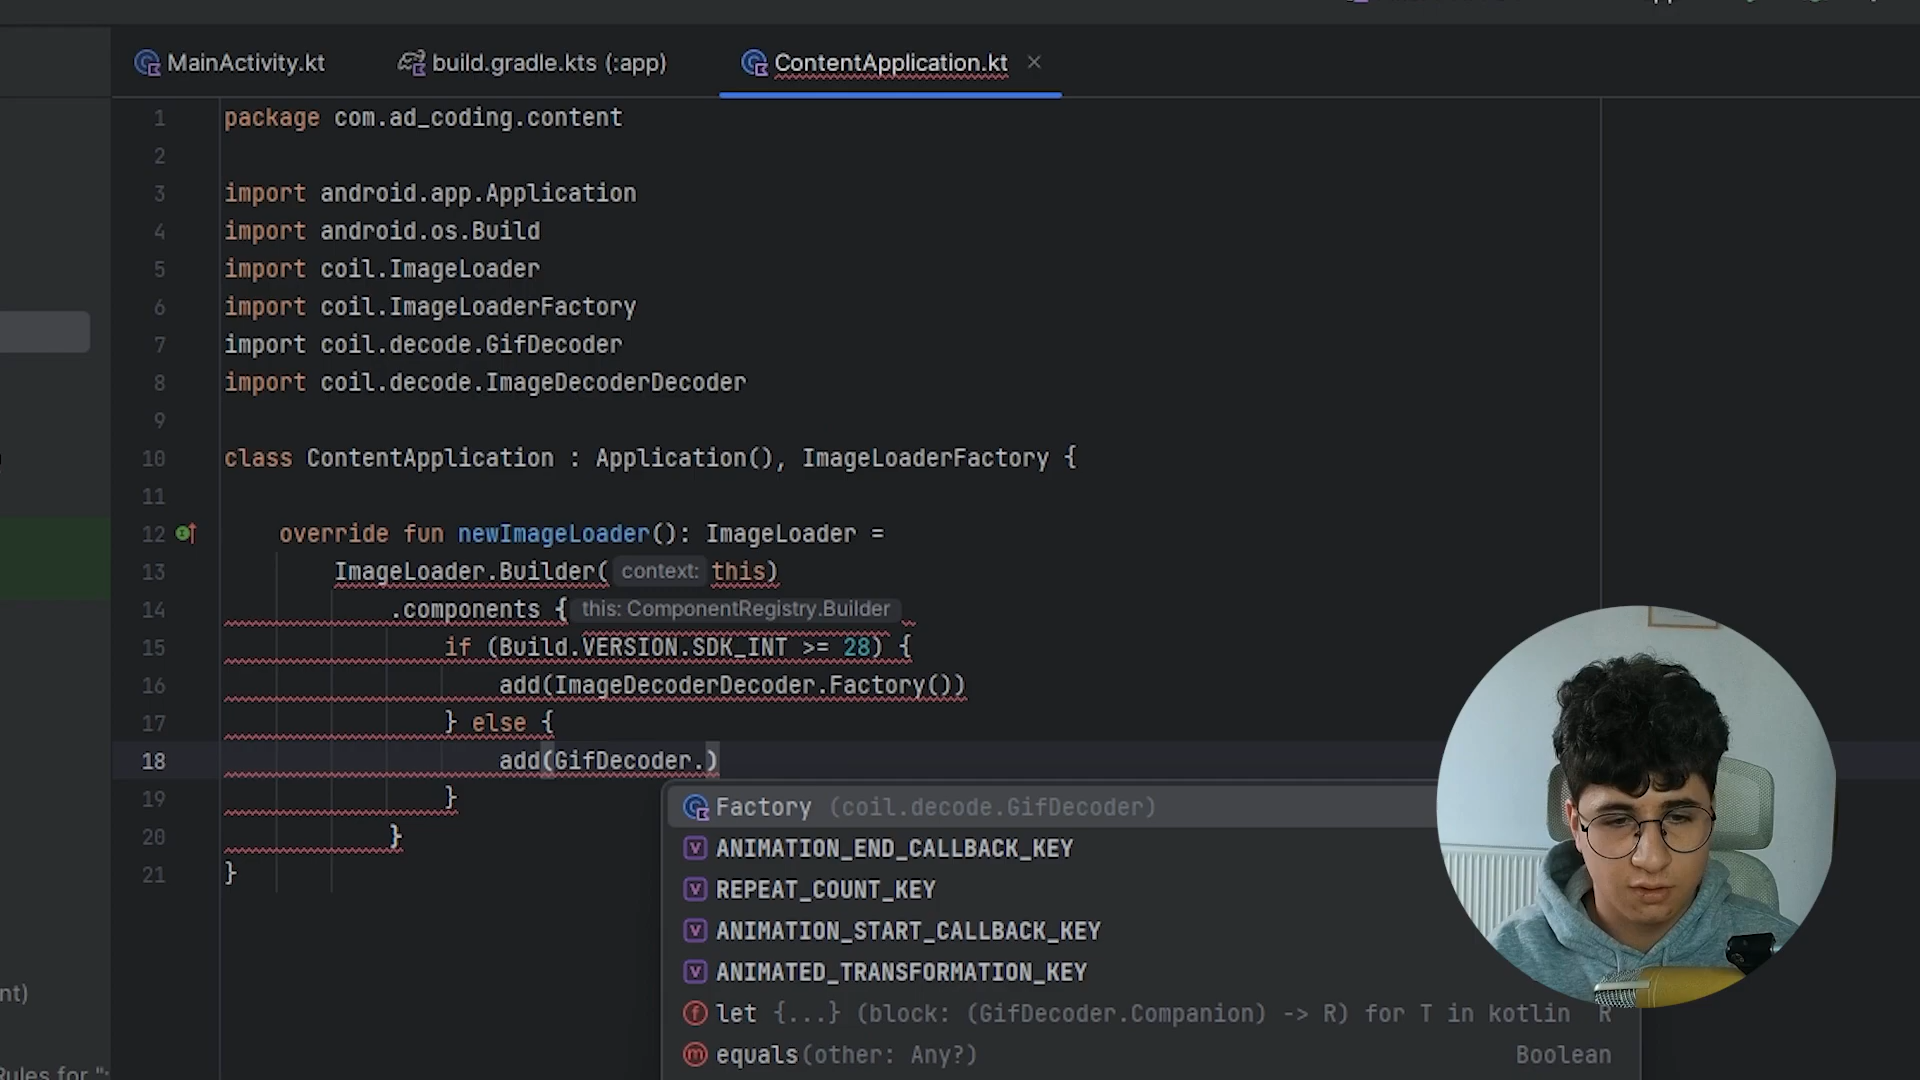 MainActivity.kt
build.gradle.kts (:app)
ContentApplication.kt
1 package com.ad_coding.content
2
3 import android.app.Application
4 import android.os.Build
5 import coil.ImageLoader
6 import coil.ImageLoaderFactory
7 import coil.decode.GifDecoder
8 import coil.decode.ImageDecoderDecoder
9
10 class ContentApplication : Application(), ImageLoaderFactory {
11
12 override fun newImageLoader(): ImageLoader =
13 ImageLoader.Builder( context: this)
14 .components { this: ComponentRegistry.Builder
15 if (Build.VERSION.SDK_INT >= 28) {
16 add(ImageDecoderDecoder.Factory())
17 } else {
18 add(GifDecoder.)
19 }
20 }
21 }
Factory (coil.decode.GifDecoder)
ANIMATION_END_CALLBACK_KEY
REPEAT_COUNT_KEY
ANIMATION_START_CALLBACK_KEY
ANIMATED_TRANSFORMATION_KEY
let {...} (block: (GifDecoder.Companion) -> R) for T in kotlin R
equals(other: Any?) Boolean
nt)
Rules for ":